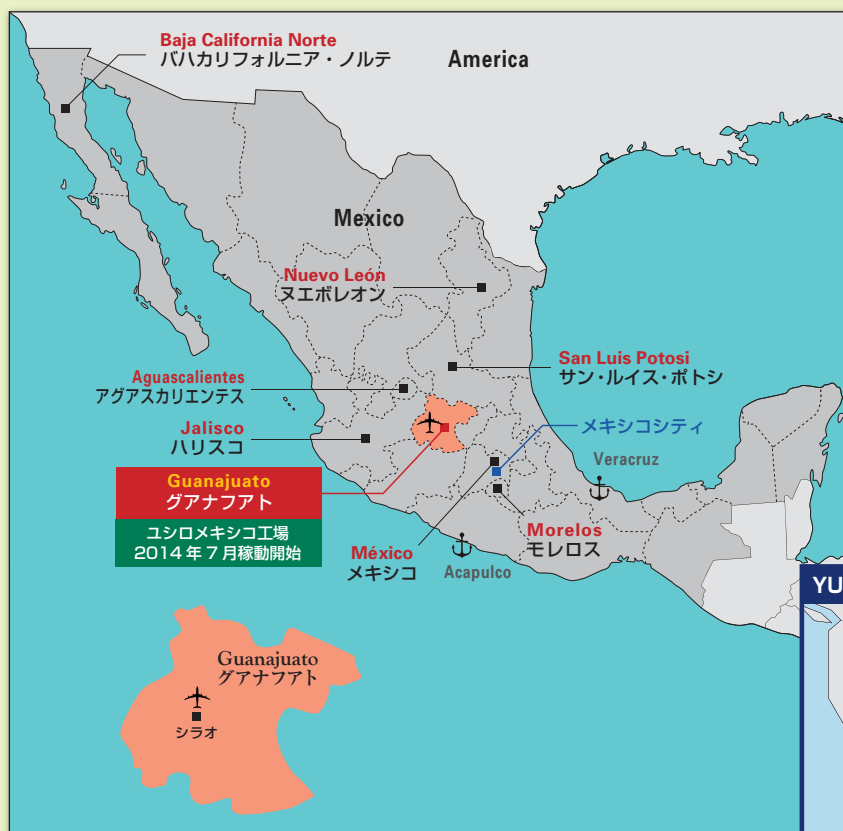 Baja California Norte
バハカリフォルニア・ノルテ
America
Mexico
Nuevo León
ヌエボレオン
San Luis Potosi
サン・ルイス・ポトシ
Aguascalientes
アグアスカリエンテス
Jalisco
ハリスコ
メキシコシティ
Veracruz
Guanajuato
グアナフアト
ユシロメキシコ工場
2014年7月稼動開始
Morelos
モレロス
México
メキシコ
Acapulco
YU
Guanajuato
グアナフアト
シラオ